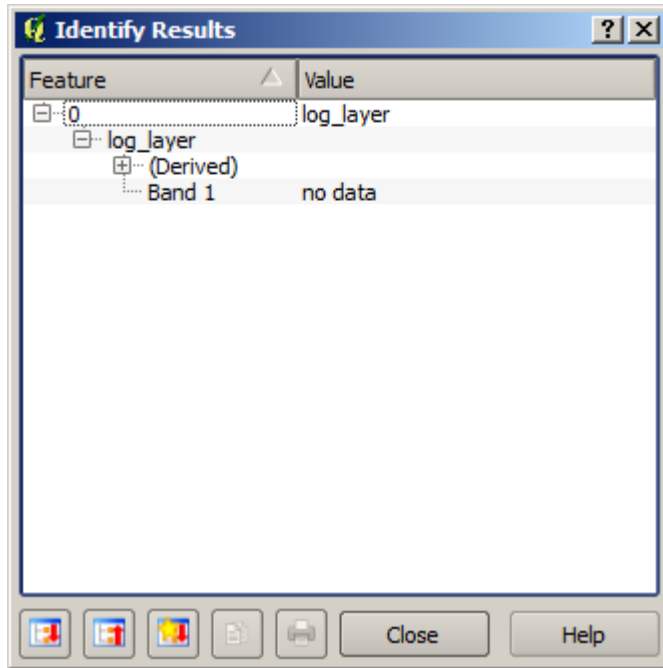 Identify Results
Feature Value
0 log_layer
log_layer
(Derived)
Band 1 no data
Close Help